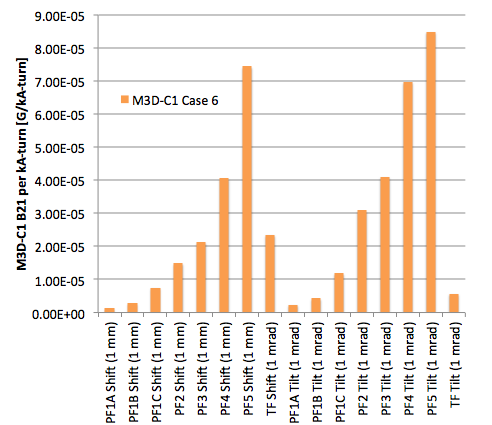 9.00E-05
8.00E-05
7.00E-05
6.00E-05
5.00E-05
4.00E-05
3.00E-05
2.00E-05
1.00E-05
0.00E+00
M3D-C1 B21 per kA-turn [G/kA-turn]
M3D-C1 Case 6
PF1A Shift (1 mm)
PF1B Shift (1 mm)
PF1C Shift (1 mm)
PF2 Shift (1 mm)
PF3 Shift (1 mm)
PF4 Shift (1 mm)
PF5 Shift (1 mm)
TF Shift (1 mrad)
PF1A Tilt (1 mrad)
PF1B Tilt (1 mrad)
PF1C Tilt (1 mrad)
PF2 Tilt (1 mrad)
PF3 Tilt (1 mrad)
PF4 Tilt (1 mrad)
PF5 Tilt (1 mrad)
TF Tilt (1 mrad)